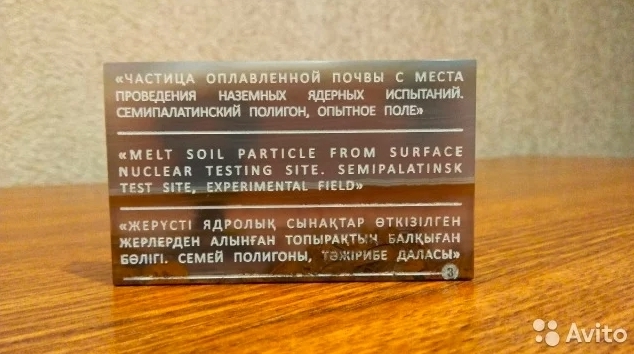 «ЧАСТИЦА ОПЛАВЛЕННОЙ ПОЧВЫ С МЕСТА
ПРОВЕДЕНИЯ НАЗЕМНЫХ ЯДЕРНЫХ ИСПЫТАНИЙ.
СЕМИПАЛАТИНСКИЙ ПОЛИГОН, ОПЫТНОЕ ПОЛЕ»
«MELT SOIL PARTICLE FROM SURFACE
NUCLEAR TESTING SITE. SEMIPALATINSK
TEST SITE, EXPERIMENTAL FIELD»
«ЖЕРҮСТІ ЯДРОЛЫҚ СЫНАҚТАР ӨТКІЗІЛГЕН
ЖЕРЛЕРДЕН АЛЫНҒАН ТОПЫРАҚТЫҢ БАЛҚЫҒАН
БӨЛІГІ. СЕМЕЙ ПОЛИГОНЫ, ТӘЖІРИБЕ ДАЛАСЫ»
3
Avito